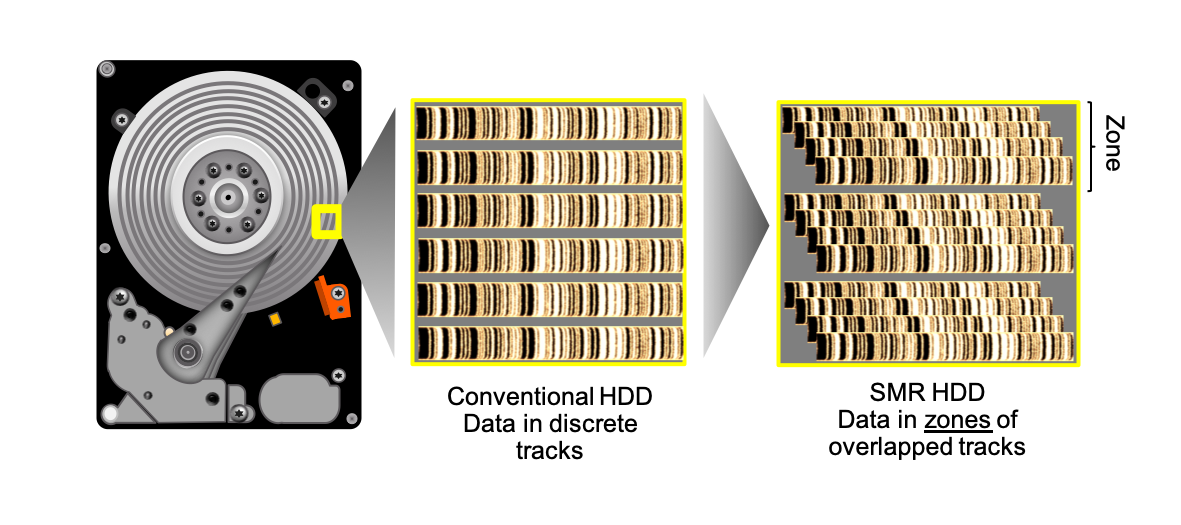 Zone
Conventional HDD
Data in discrete
tracks
SMR HDD
Data in zones of
overlapped tracks